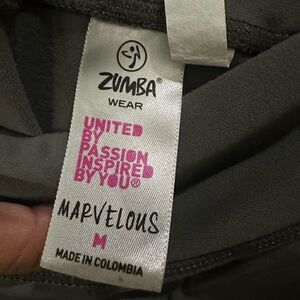 ZUMBA®
WEAR
UNITED
BY
PASSION
INSPIRED
BY YOU®
MARVELOUS
M
MADE IN COLOMBIA